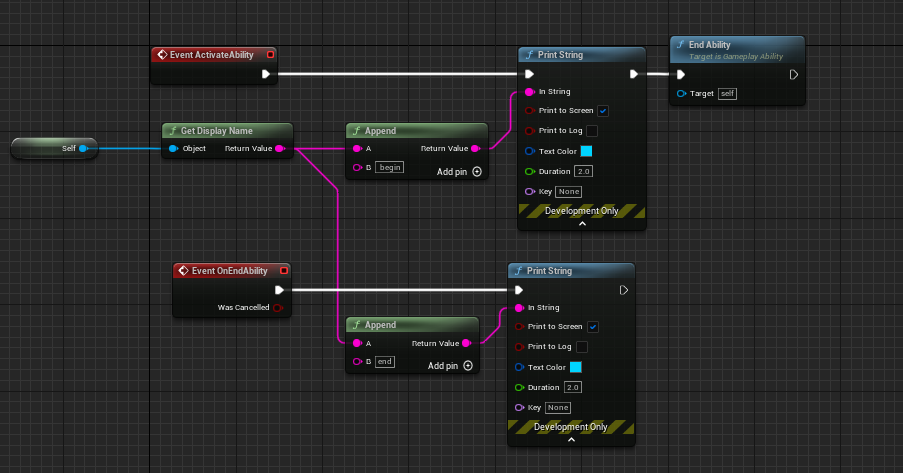 Event ActivateAbility
Print String
End Ability
Target is Gameplay Ability
In String
Print to Screen
Print to Log
Text Color
Duration 2.0
Key None
Development Only
Target self
Self
Get Display Name
Object Return Value
Append
A Return Value
B begin
Add pin
Event OnEndAbility
Was Cancelled
Append
A Return Value
B end
Add pin
Print String
In String
Print to Screen
Print to Log
Text Color
Duration 2.0
Key None
Development Only